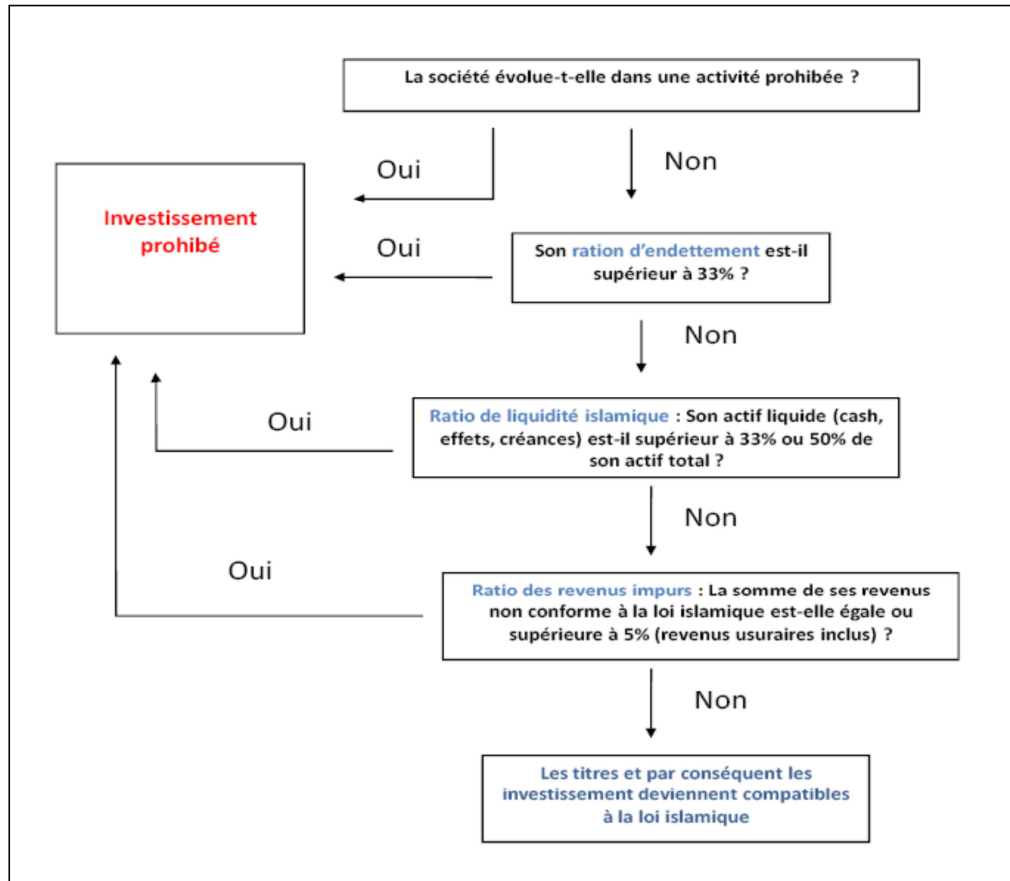 La société évolue-t-elle dans une activité prohibée ?
Oui
Non
Investissement
prohibé
Oui
Son ration d’endettement est-il
supérieur à 33% ?
Non
Oui
Ratio de liquidité islamique : Son actif liquide (cash,
effets, créances) est-il supérieur à 33% ou 50% de
son actif total ?
Non
Oui
Ratio des revenus impurs : La somme de ses revenus
non conforme à la loi islamique est-elle égale ou
supérieure à 5% (revenus usuraires inclus) ?
Non
Les titres et par conséquent les
investissement deviennent compatibles
à la loi islamique